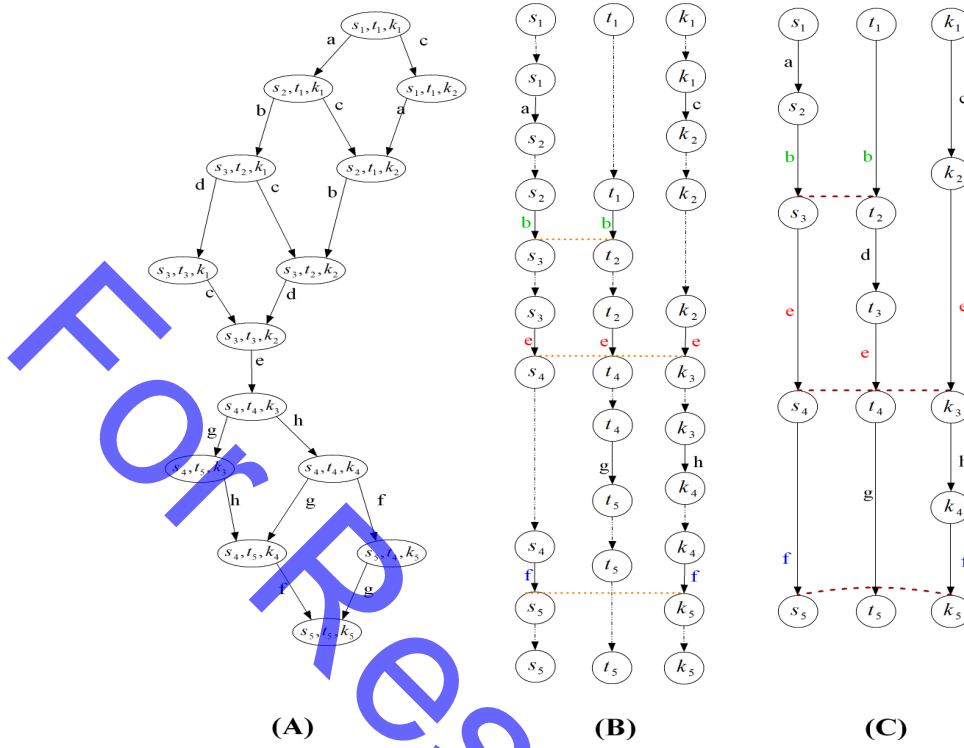 s1, t1, k1
a
c
s2, t1, k1
s1, t1, k2
b
c
a
s3, t2, k1
s2, t1, k2
d
c
b
s3, t3, k1
s3, t2, k2
c
d
s3, t3, k2
e
s4, t4, k3
g
h
s4, t5, k3
s4, t4, k4
h
g
f
s4, t5, k4
s5, t4, k5
f
g
s5, t5, k5
(A)
s1 t1 k1
s1 k1
a c
s2 k2
s2 t1 k2
b b
s3 t2
s3 t2 k2
e e e
s4 t4 k3
t4 k3
g h
t5 k4
s4 t5 k4
f f
s5 k5
s5 t5 k5
(B)
s1 t1 k1
a
c
s2
b b
k2
s3 t2
d
t3
e
e
e
s4 t4 k3
h
g
k4
f
f
s5 t5 k5
(C)
For Res